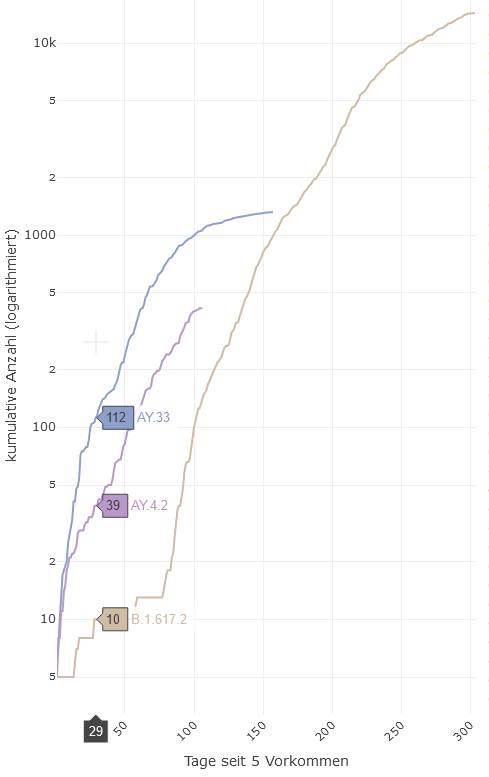 10k
5
2
1000
5
2
112 AY.33
100
39 AY.4.2
5
2
10 B.1.617.2
10
5
kumulative Anzahl (logarithmiert)
29 50 100 150 200 250 300
Tage seit 5 Vorkommen